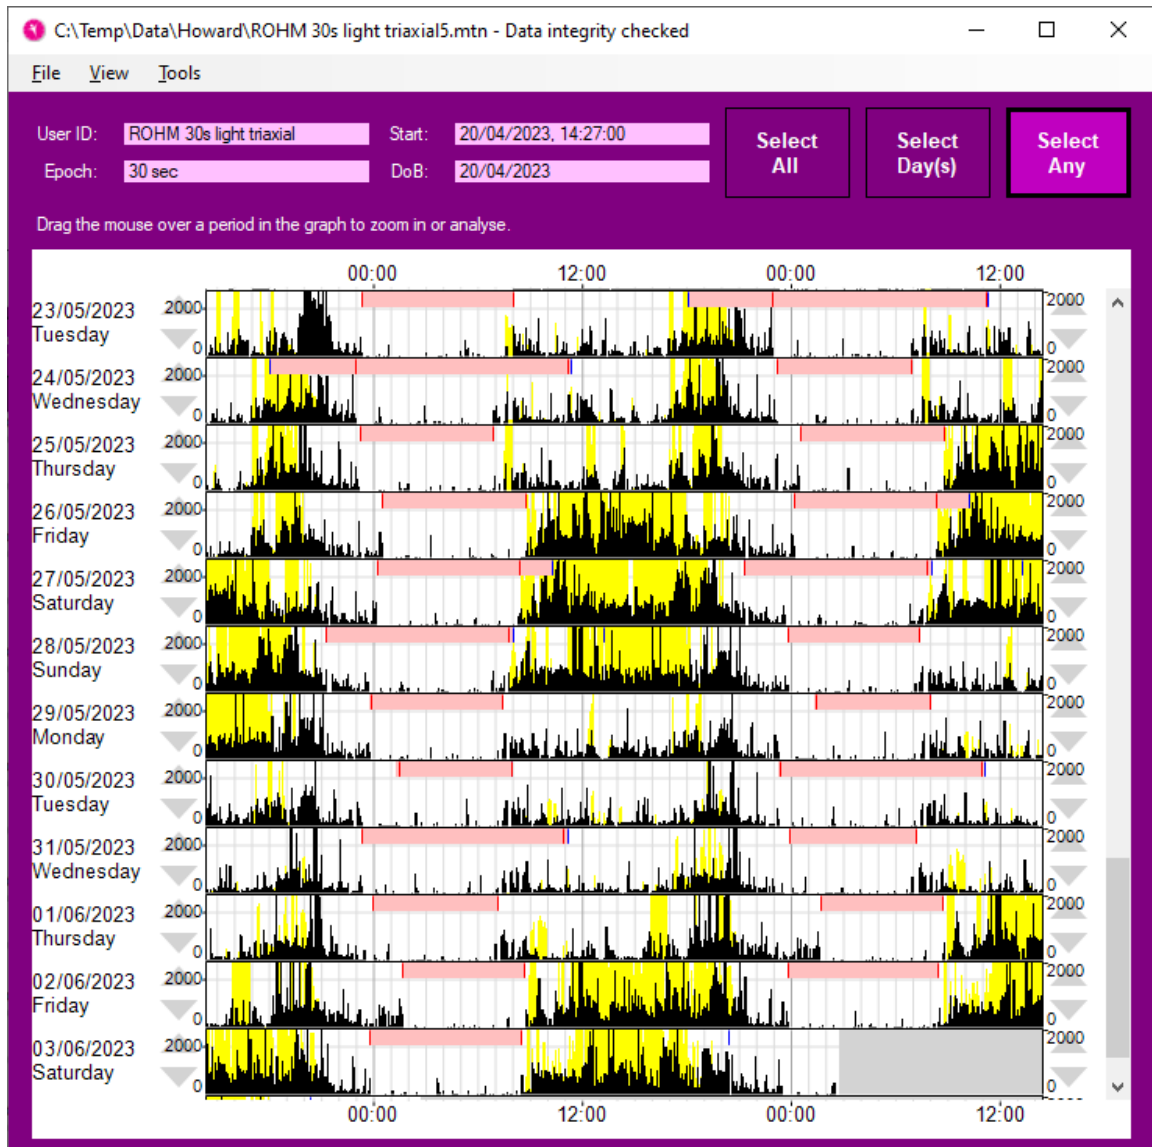 C:\Temp\Data\Howard\ROHM 30s light triaxial5.mtn - Data integrity checked
File View Tools
User ID: ROHM 30s light triaxial Start: 20/04/2023, 14:27:00
Epoch: 30 sec DoB: 20/04/2023
Select All
Select Day(s)
Select Any
Drag the mouse over a period in the graph to zoom in or analyse.
00:00 12:00 00:00 12:00
23/05/2023 2000 2000
Tuesday 0 0
24/05/2023 2000 2000
Wednesday 0 0
25/05/2023 2000 2000
Thursday 0 0
26/05/2023 2000 2000
Friday 0 0
27/05/2023 2000 2000
Saturday 0 0
28/05/2023 2000 2000
Sunday 0 0
29/05/2023 2000 2000
Monday 0 0
30/05/2023 2000 2000
Tuesday 0 0
31/05/2023 2000 2000
Wednesday 0 0
01/06/2023 2000 2000
Thursday 0 0
02/06/2023 2000 2000
Friday 0 0
03/06/2023 2000 2000
Saturday 0 0
00:00 12:00 00:00 12:00